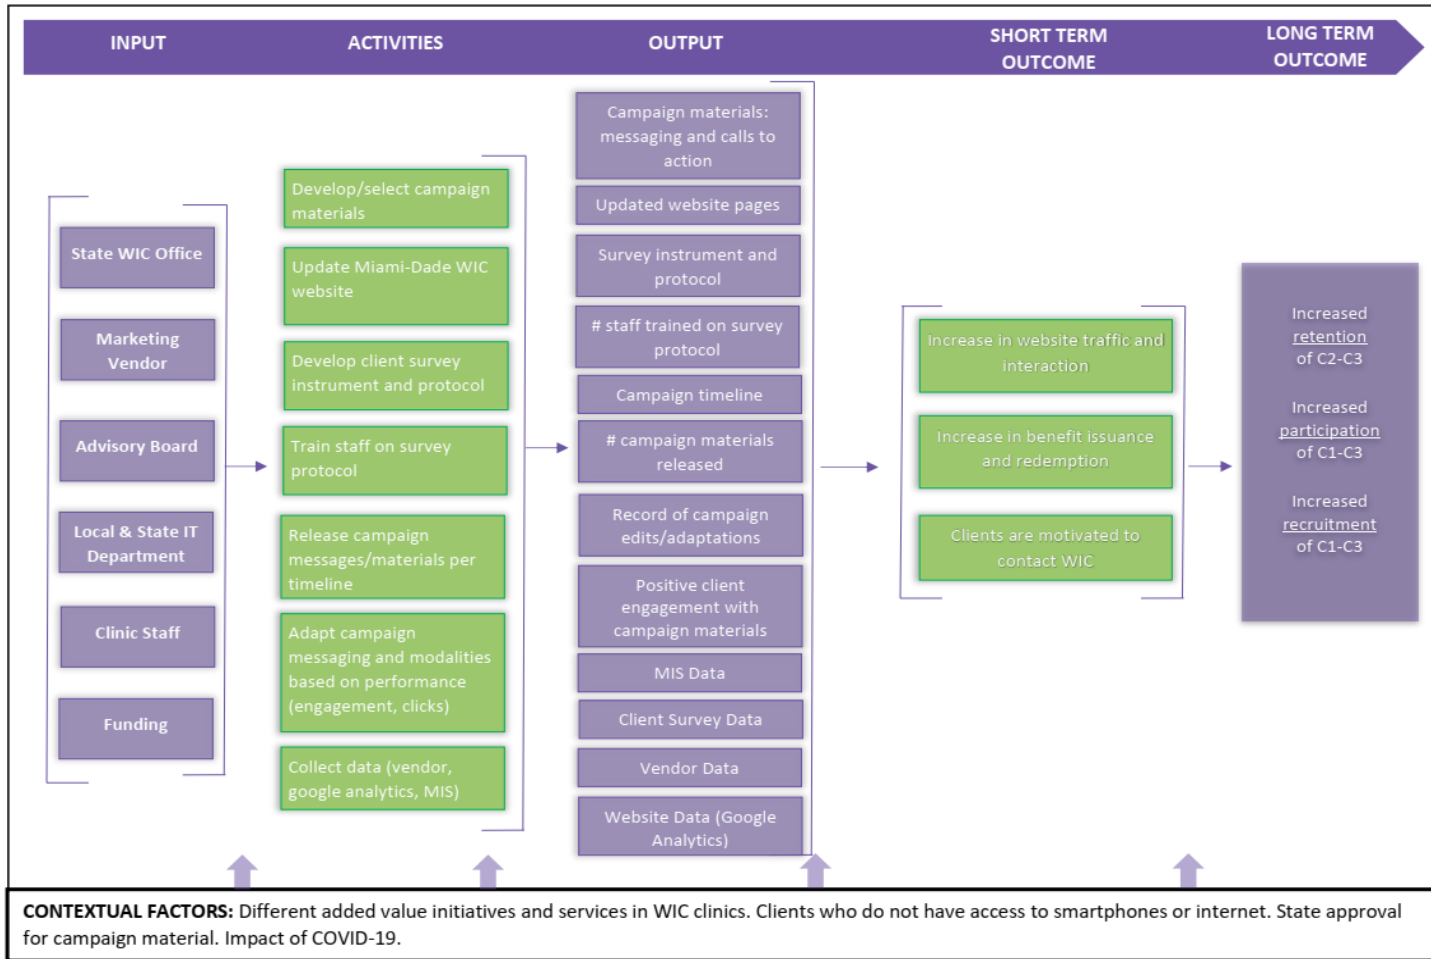 INPUT
ACTIVITIES
OUTPUT
SHORT TERM
OUTCOME
LONG TERM
OUTCOME
State WIC Office
Marketing
Vendor
Advisory Board
Local & State IT
Department
Clinic Staff
Funding
Develop/select campaign
materials
Update Miami-Dade WIC
website
Develop client survey
instrument and protocol
Train staff on survey
protocol
Release campaign
messages/materials per
timeline
Adapt campaign
messaging and modalities
based on performance
(engagement, clicks)
Collect data (vendor,
google analytics, MIS)
Campaign materials:
messaging and calls to
action
Updated website pages
Survey instrument and
protocol
# staff trained on survey
protocol
Campaign timeline
# campaign materials
released
Record of campaign
edits/adaptations
Positive client
engagement with
campaign materials
MIS Data
Client Survey Data
Vendor Data
Website Data (Google
Analytics)
Increase in website traffic and
interaction
Increase in benefit issuance
and redemption
Clients are motivated to
contact WIC
Increased
retention
of C2-C3
Increased
participation
of C1-C3
Increased
recruitment
of C1-C3
CONTEXTUAL FACTORS: Different added value initiatives and services in WIC clinics. Clients who do not have access to smartphones or internet. State approval
for campaign material. Impact of COVID-19.